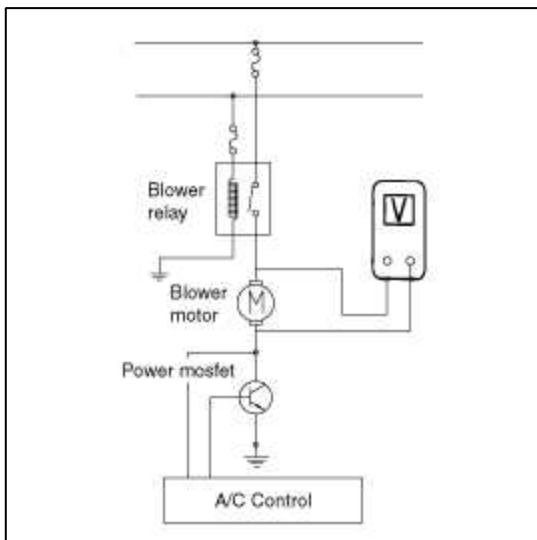 Blower
relay
V
Blower
motor
M
Power mosfet
A/C Control